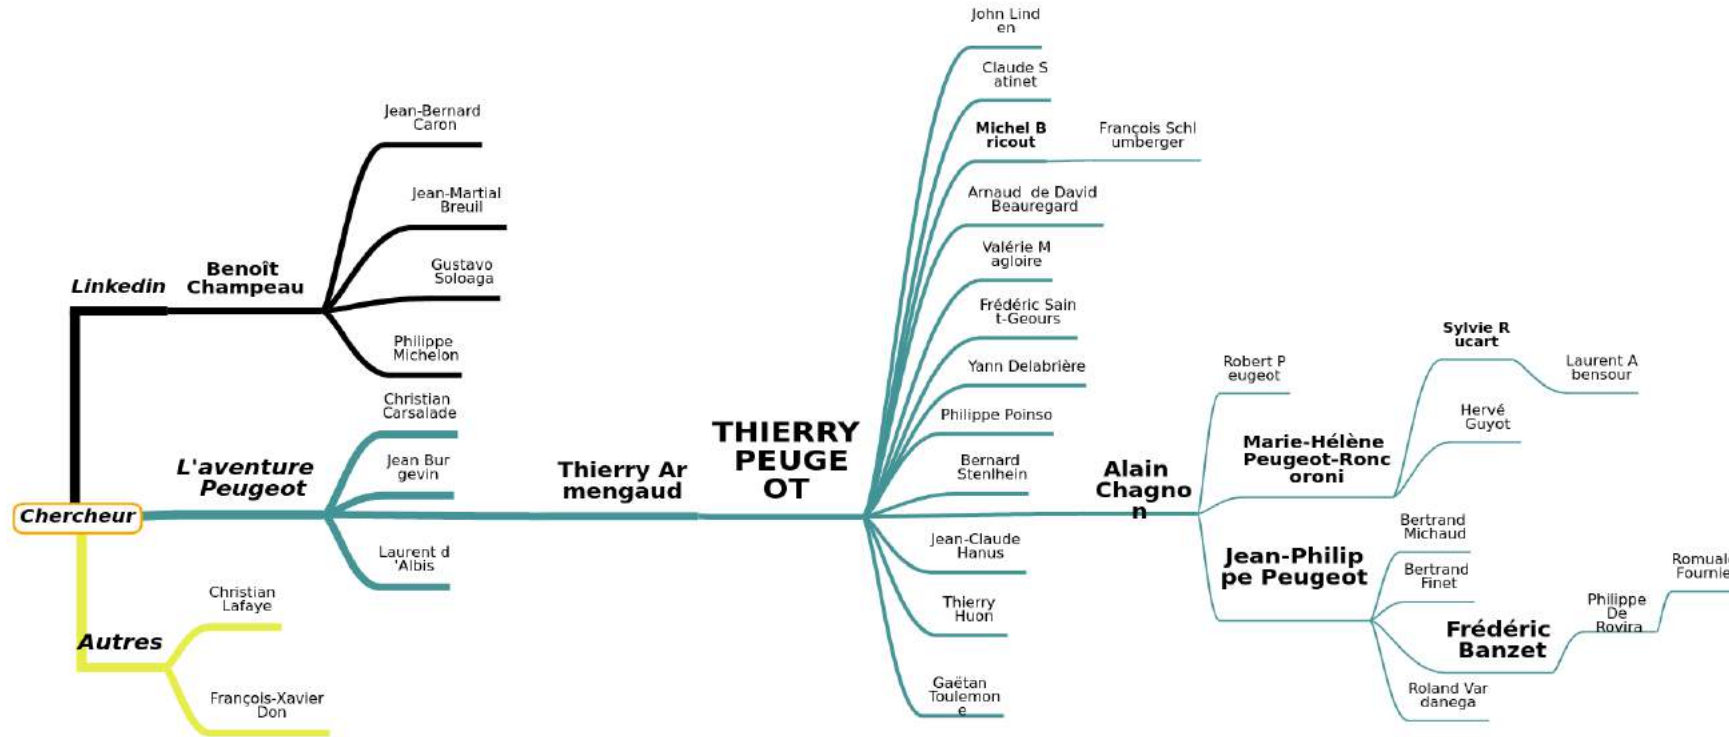 Chercheur
Linkedin
Benoît
Champeau
Jean-Bernard
Caron
Jean-Martial
Breuil
Gustavo
Soloaga
Philippe
Michelon
L'aventure
Peugeot
Christian
Carsalade
Jean Bur
gevin
Laurent d
'Albis
Thierry Ar
mengaud
THIERRY
PEUGE
OT
John Lind
en
Claude S
atinet
Michel B
ricout
François Schl
umberger
Arnaud  de David
Beauregard
Valérie M
agloire
Frédéric Sain
t-Geours
Yann Delabrière
Philippe Poinso
Bernard
Stenlhein
Alain
Chagno
n
Robert P
eugeot
Marie-Hélène
Peugeot-Ronc
oroni
Sylvie R
ucart
Laurent A
bensour
Hervé
Guyot
Jean-Philip
pe Peugeot
Bertrand
Michaud
Bertrand
Finet
Frédéric
Banzet
Philippe
De
Rovira
Romuald
Fournie
Roland Var
danega
Jean-Claude
Hanus
Thierry
Huon
Gaëtan
Toulemon
e
Autres
Christian
Lafaye
François-Xavier
Don